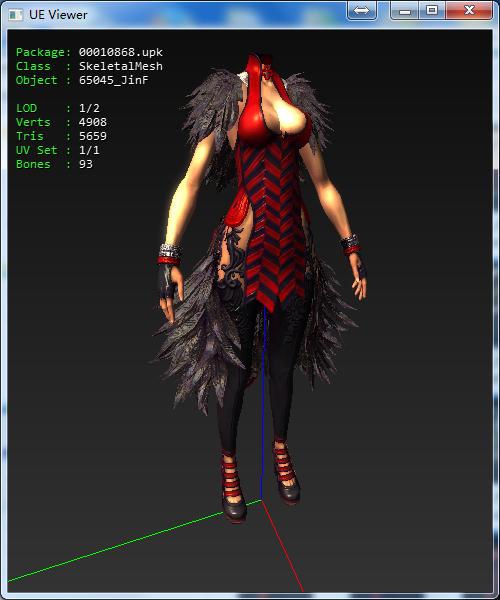 UE Viewer
Package: 00010868.upk
Class  : SkeletalMesh
Object : 65045_JinF
LOD    : 1/2
Verts  : 4908
Tris   : 5659
UV Set : 1/1
Bones  : 93